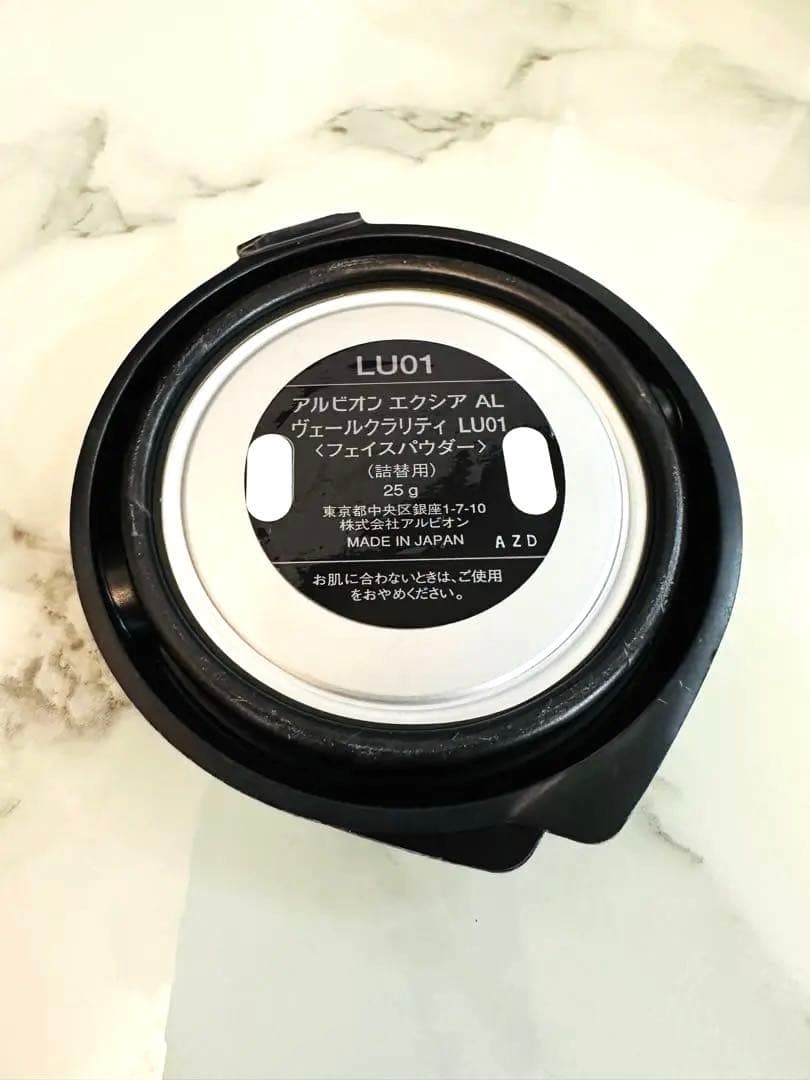 LU01
アルビオン エクシア AL
ヴェールクラリティ LU01
〈フェイスパウダー〉
(詰替用)
25 g
東京都中央区銀座1-7-10
株式会社アルビオン
MADE IN JAPAN AZD
お肌に合わないときは、ご使用
をおやめください。